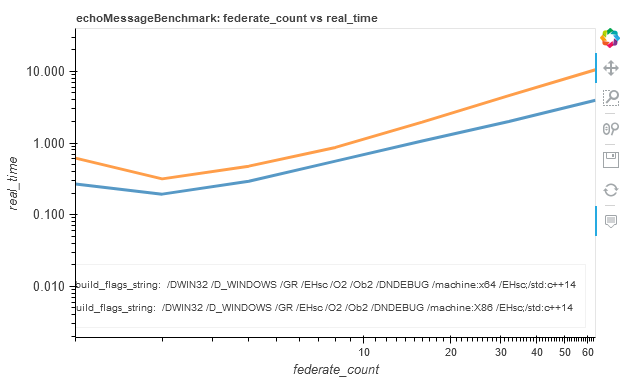 echoMessageBenchmark: federate_count vs real_time
10.000
1.000
0.100
0.010
real_time
build_flags_string: /DWIN32 /D_WINDOWS /GR /EHsc /O2 /Ob2 /DNDEBUG /machine:x64 /EHsc;/std:c++14
build_flags_string: /DWIN32 /D_WINDOWS /GR /EHsc /O2 /Ob2 /DNDEBUG /machine:X86 /EHsc;/std:c++14
10 20 30 40 50 60
federate_count